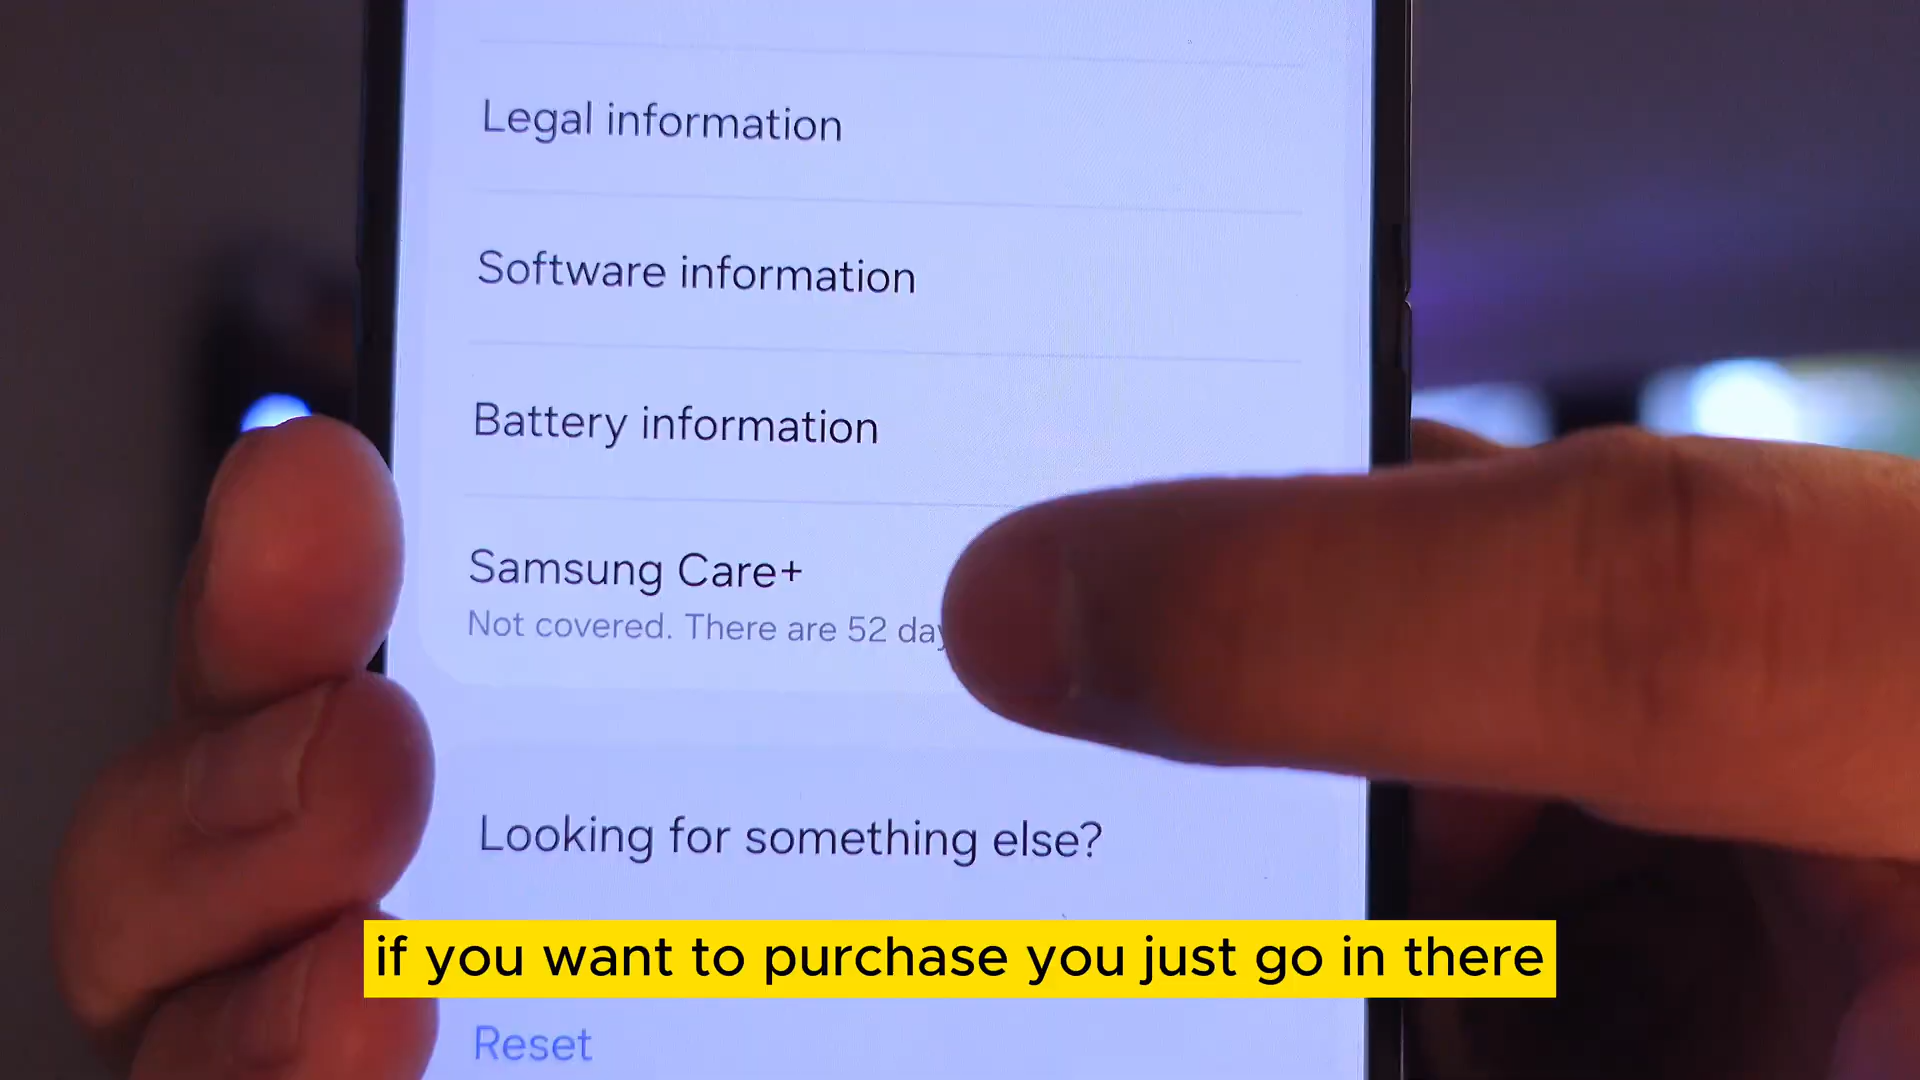 Legal information
Software information
Battery information
Samsung Care+
Not covered. There are 52
Looking for something else?
if you want to purchase you just go in there
Reset